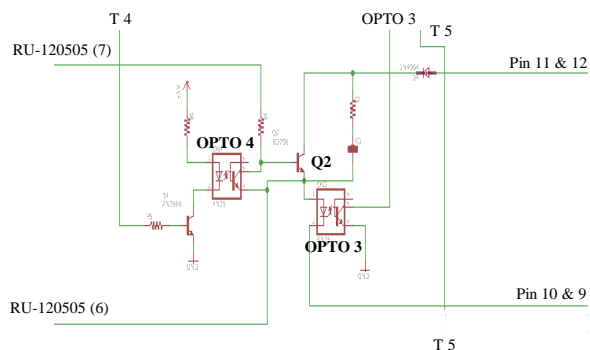 T 4
OPTO 3
T 5
RU-120505 (7)
Pin 11 & 12
OPTO 4
Q2
OPTO 3
RU-120505 (6)
Pin 10 & 9
T 5